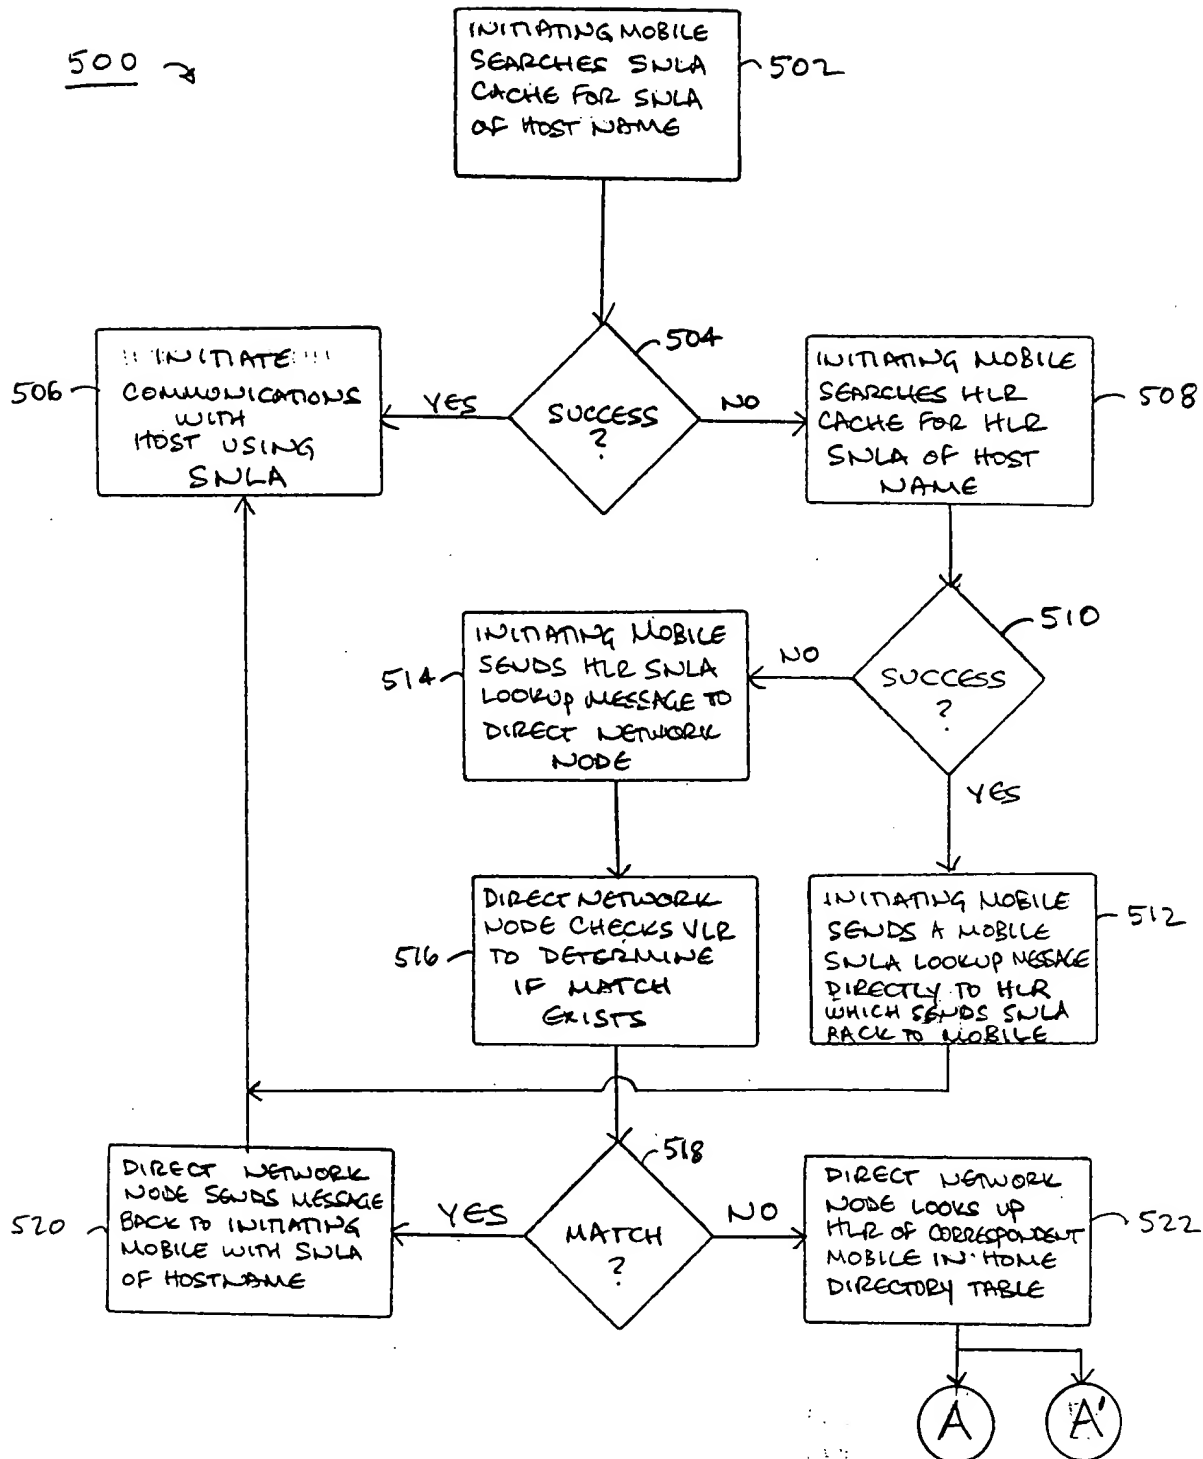 500
INITIATING MOBILE
SEARCHES SNLA
CACHE FOR SNLA
OF HOST NAME
502
504
SUCCESS
?
YES
NO
506
INITIATE
COMMUNICATIONS
WITH
HOST USING
SNLA
INITIATING MOBILE
SEARCHES HLR
CACHE FOR HLR
SNLA OF HOST
NAME
508
510
SUCCESS
?
NO
YES
514
INITIATING MOBILE
SENDS HLR SNLA
LOOKUP MESSAGE TO
DIRECT NETWORK
NODE
516
DIRECT NETWORK
NODE CHECKS VLR
TO DETERMINE
IF MATCH
EXISTS
INITIATING MOBILE
SENDS A MOBILE
SNLA LOOKUP MESSAGE
DIRECTLY TO HLR
WHICH SENDS SNLA
BACK TO MOBILE
512
518
MATCH
?
YES
NO
520
DIRECT NETWORK
NODE SENDS MESSAGE
BACK TO INITIATING
MOBILE WITH SNLA
OF HOSTNAME
DIRECT NETWORK
NODE LOOKS UP
HLR OF CORRESPONDENT
MOBILE IN HOME
DIRECTORY TABLE
522
A
A'